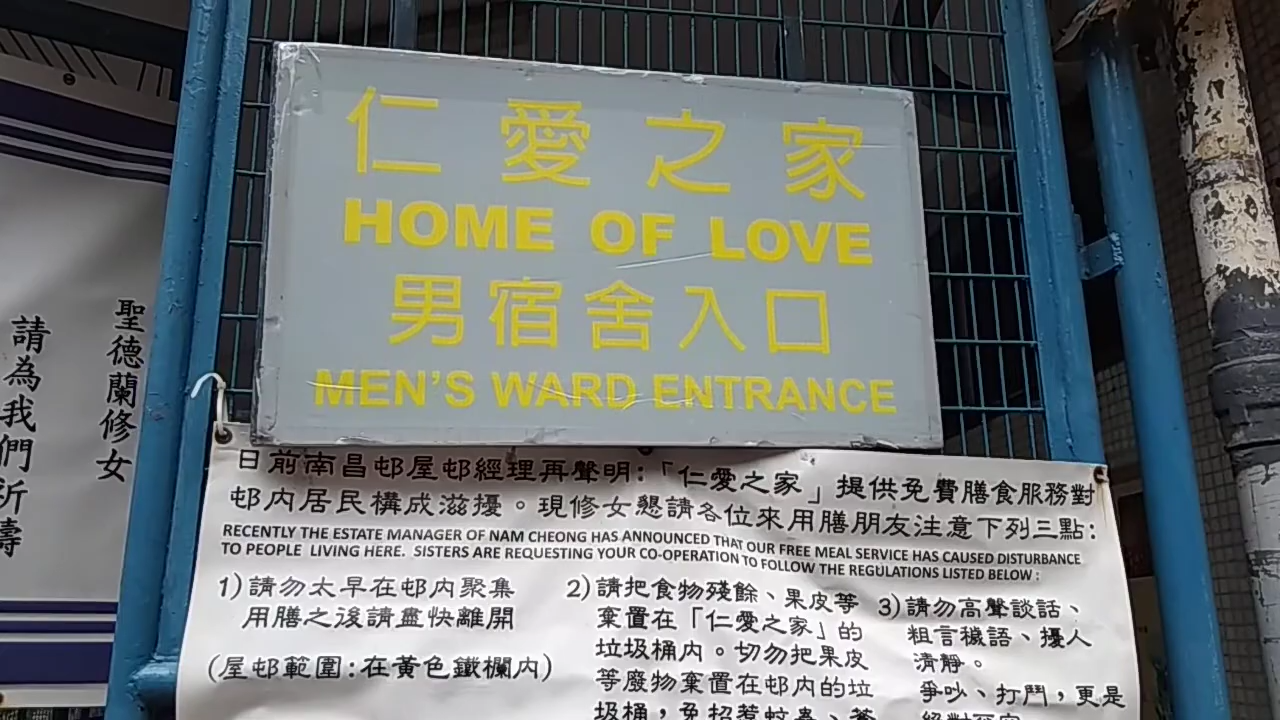 仁愛之家
HOME OF LOVE
男宿舍入口
MEN'S WARD ENTRANCE
聖德蘭修女
請為我們祈禱
目前南昌邨屋邨經理再聲明:「仁愛之家」提供免費膳食服務對
邨內居民構成滋擾。現修女懇請各位來用膳朋友注意下列三點:
RECENTLY THE ESTATE MANAGER OF NAM CHEONG HAS ANNOUNCED THAT OUR FREE MEAL SERVICE HAS CAUSED DISTURBANCE
TO PEOPLE LIVING HERE. SISTERS ARE REQUESTING YOUR CO-OPERATION TO FOLLOW THE REGULATIONS LISTED BELOW :
1)請勿太早在邨內聚集
用膳之後請盡快離開
(屋邨範圍:在黃色鐵欄內)
2)請把食物殘餘、果皮等
棄置在「仁愛之家」的
垃圾桶內。切勿把果皮
等廢物棄置在邨內的垃
圾桶,免招惹蚊蟲、
3)請勿高聲談話、
粗言穢語、擾人
清靜。
爭吵、打鬥,更是